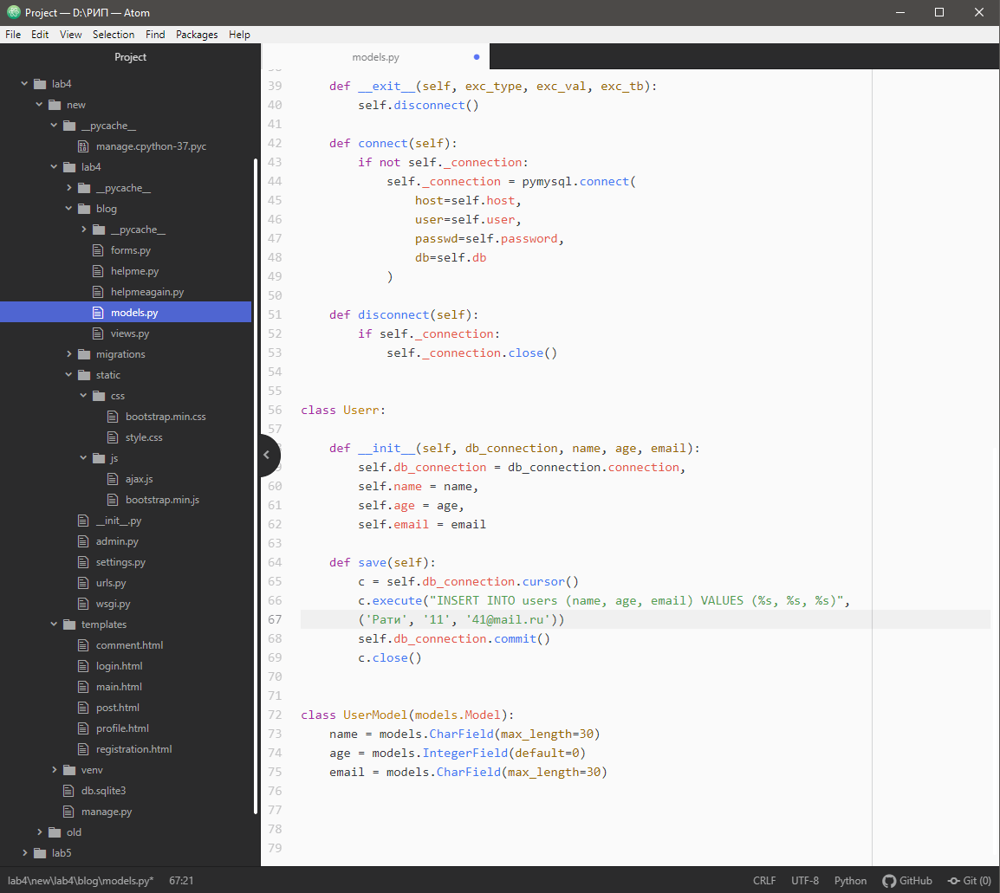 Project — D:\РИП — Atom
File Edit View Selection Find Packages Help
Project
lab4
new
__pycache__
manage.cpython-37.pyc
lab4
__pycache__
blog
__pycache__
forms.py
helpme.py
helpmeagain.py
models.py
views.py
migrations
static
css
bootstrap.min.css
style.css
js
ajax.js
bootstrap.min.js
__init__.py
admin.py
settings.py
urls.py
wsgi.py
templates
comment.html
login.html
main.html
post.html
profile.html
registration.html
venv
db.sqlite3
manage.py
old
lab5
models.py
39     def __exit__(self, exc_type, exc_val, exc_tb):
40         self.disconnect()
41
42     def connect(self):
43         if not self._connection:
44             self._connection = pymysql.connect(
45                 host=self.host,
46                 user=self.user,
47                 passwd=self.password,
48                 db=self.db
49             )
50
51     def disconnect(self):
52         if self._connection:
53             self._connection.close()
54
55
56 class Userr:
57
    def __init__(self, db_connection, name, age, email):
        self.db_connection = db_connection.connection,
60         self.name = name,
61         self.age = age,
62         self.email = email
63
64     def save(self):
65         c = self.db_connection.cursor()
66         c.execute("INSERT INTO users (name, age, email) VALUES (%s, %s, %s)",
67         ('Рати', '11', '41@mail.ru'))
68         self.db_connection.commit()
69         c.close()
70
71
72 class UserModel(models.Model):
73     name = models.CharField(max_length=30)
74     age = models.IntegerField(default=0)
75     email = models.CharField(max_length=30)
76
77
78
79
lab4\new\lab4\blog\models.py* 67:21 CRLF UTF-8 Python GitHub Git (0)